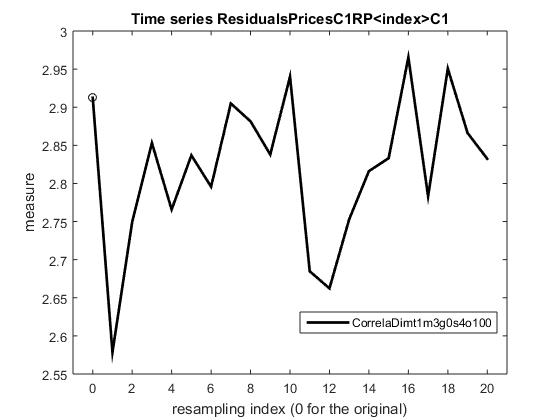 Time series ResidualsPricesC1RP<index>C1
3
2.95
2.9
2.85
2.8
2.75
2.7
2.65
2.6
2.55
measure
CorrelaDimt1m3g0s4o100
0 2 4 6 8 10 12 14 16 18 20
resampling index (0 for the original)